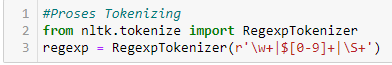 1 #Proses Tokenizing
2 from nltk.tokenize import RegexpTokenizer
3 regexp = RegexpTokenizer(r'\w+|$[0-9]+|\S+')